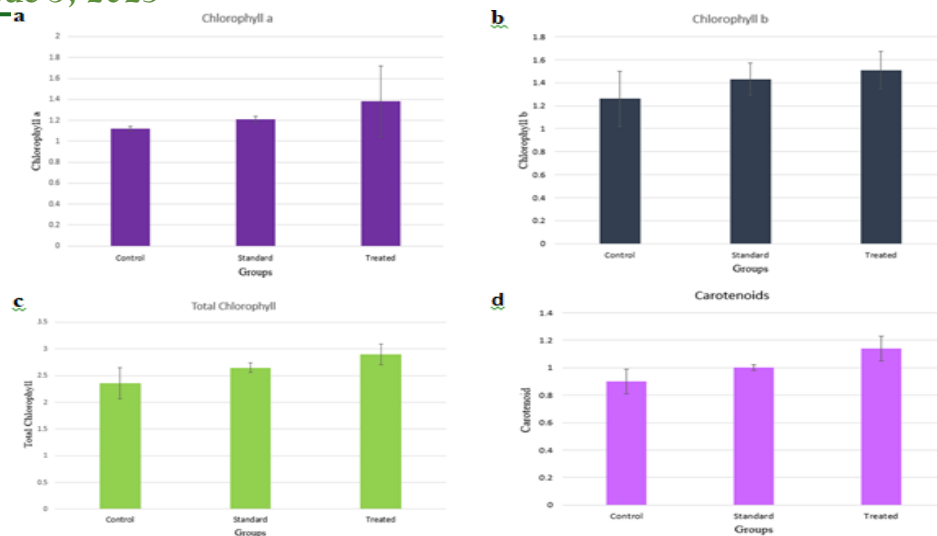 a
Chlorophyll a
2
1.8
1.6
1.4
1.2
1
0.8
0.6
0.4
0.2
0
Chlorophyll a
Control Standard Treated
Groups
b
Chlorophyll b
1.8
1.6
1.4
1.2
1
0.8
0.6
0.4
0.2
0
Chlorophyll b
Control Standard Treated
Groups
c
Total Chlorophyll
3.5
3
2.5
2
1.5
1
0.5
0
Total Chlorophyll
Control Standard Treated
Groups
d
Carotenoids
1.4
1.2
1
0.8
0.6
0.4
0.2
0
Carotenoid
Control Standard Treated
Groups